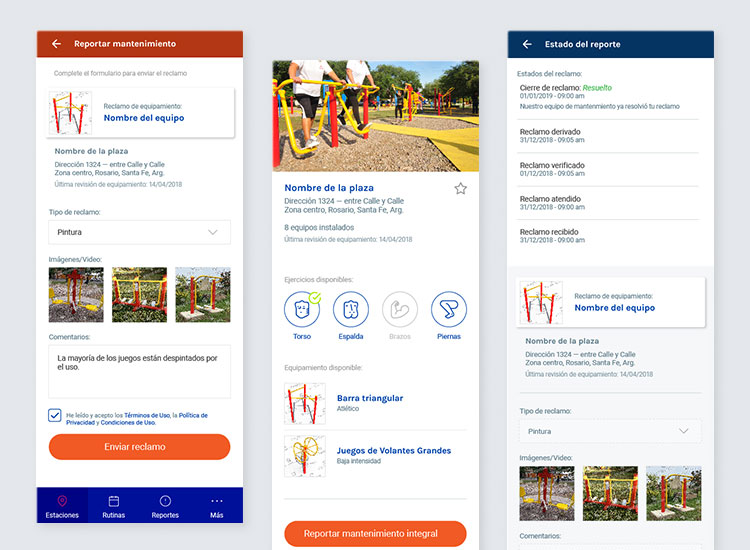 Reportar mantenimiento
Complete el formulario para enviar el reclamo
Reclamo de equipamiento:
Nombre del equipo
Nombre de la plaza
Dirección 1324 — entre Calle y Calle
Zona centro, Rosario, Santa Fe, Arg.
Última revisión de equipamiento: 14/04/2018
Tipo de reclamo:
Pintura
Imágenes/Video:
Comentarios:
La mayoría de los juegos están despintados por
el uso.
He leído y acepto los Términos de Uso, la Política de
Privacidad y Condiciones de Uso.
Enviar reclamo
Estaciones
Rutinas
Reportes
Más
Nombre de la plaza
Dirección 1324 — entre Calle y Calle
Zona centro, Rosario, Santa Fe, Arg.
8 equipos instalados
Última revisión de equipamiento: 14/04/2018
Ejercicios disponibles:
Torso
Espalda
Brazos
Piernas
Equipamiento disponible:
Barra triangular
Atlético
Juegos de Volantes Grandes
Baja intensidad
Reportar mantenimiento integral
Estado del reporte
Estados del reclamo:
Cierre de reclamo: Resuelto
01/01/2019 - 09:00 am
Nuestro equipo de mantenmiento ya resolvió tu reclamo
Reclamo derivado
31/12/2018 - 09:05 am
Reclamo verificado
01/12/2018 - 09:05 am
Reclamo atendido
31/12/2018 - 09:00 am
Reclamo recibido
31/12/2018 - 09:00 am
Reclamo de equipamiento:
Nombre del equipo
Nombre de la plaza
Dirección 1324 — entre Calle y Calle
Zona centro, Rosario, Santa Fe, Arg.
Última revisión de equipamiento: 14/04/2018
Tipo de reclamo:
Pintura
Imágenes/Video:
Comentarios: